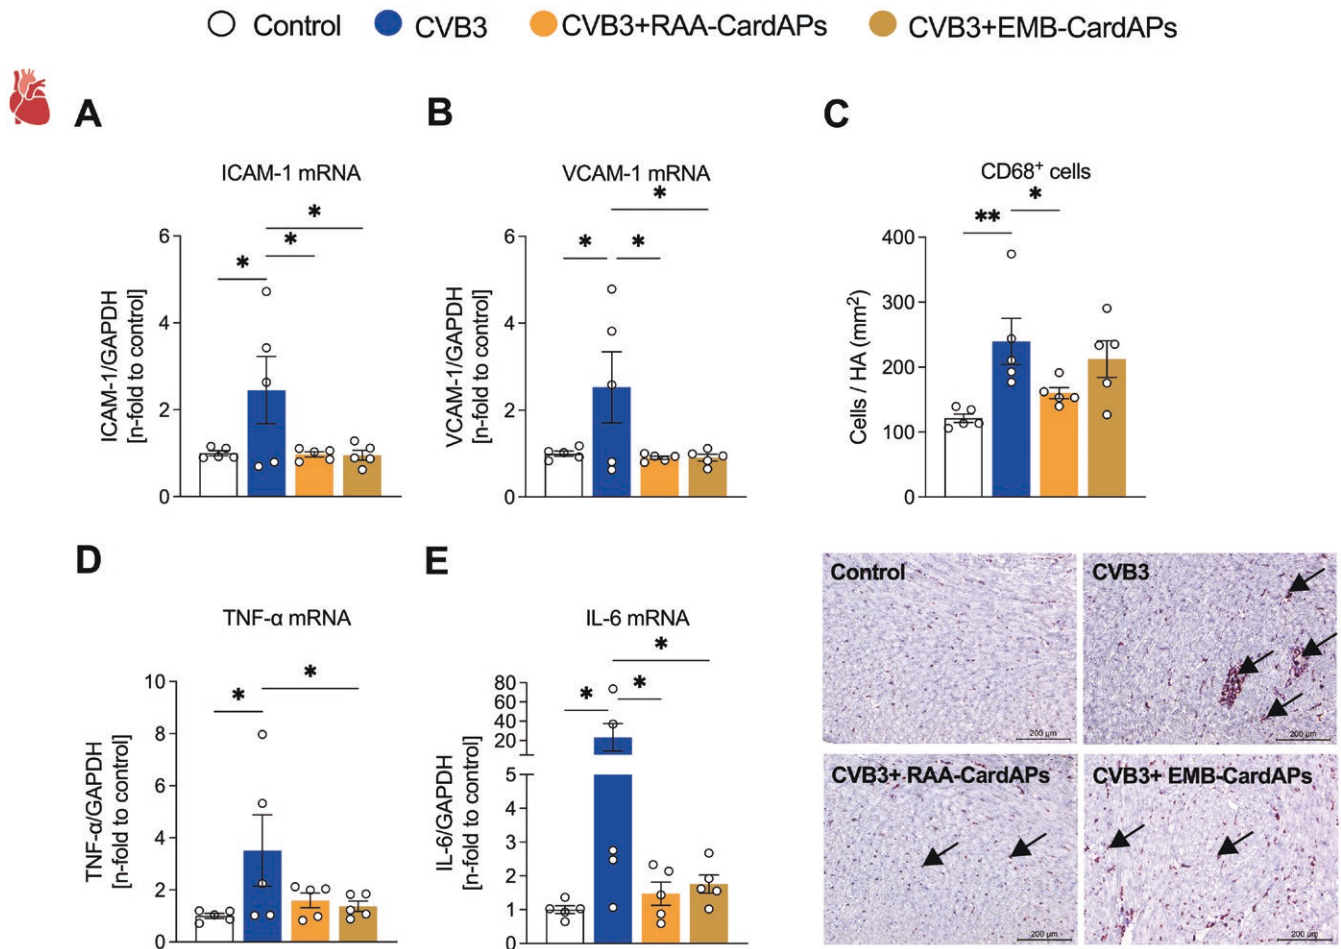 Control CVB3 CVB3+RAA-CardAPs CVB3+EMB-CardAPs
A
ICAM-1 mRNA
* * *
ICAM-1/GAPDH
[n-fold to control]
6
4
2
0
B
VCAM-1 mRNA
* * *
VCAM-1/GAPDH
[n-fold to control]
6
4
2
0
C
CD68⁺ cells
** *
Cells / HA (mm²)
400
300
200
100
0
D
TNF-α mRNA
* *
TNF-α/GAPDH
[n-fold to control]
10
8
6
4
2
0
E
IL-6 mRNA
* * *
IL-6/GAPDH
[n-fold to control]
80
60
40
20
5
4
3
2
1
0
Control
200 µm
CVB3
200 µm
CVB3+ RAA-CardAPs
200 µm
CVB3+ EMB-CardAPs
200 µm